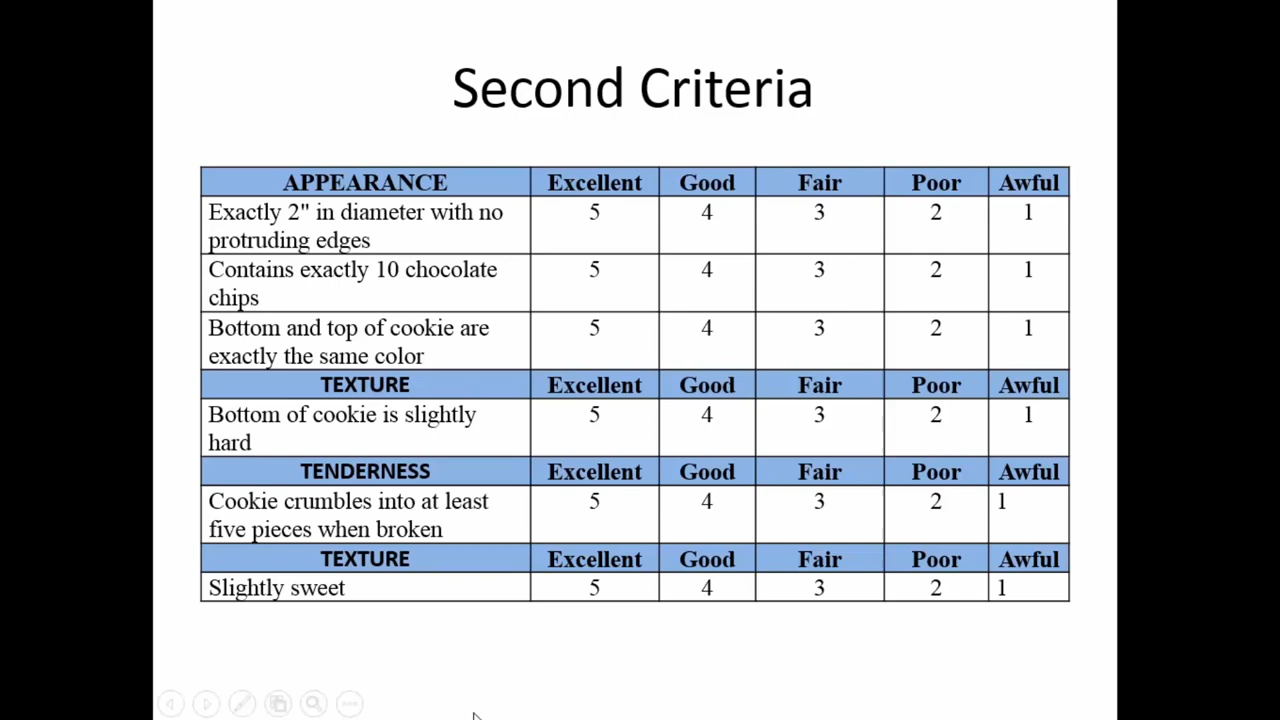 Second Criteria
APPEARANCE Excellent Good Fair Poor Awful
Exactly 2" in diameter with no 5 4 3 2 1
protruding edges
Contains exactly 10 chocolate 5 4 3 2 1
chips
Bottom and top of cookie are 5 4 3 2 1
exactly the same color
TEXTURE Excellent Good Fair Poor Awful
Bottom of cookie is slightly 5 4 3 2 1
hard
TENDERNESS Excellent Good Fair Poor Awful
Cookie crumbles into at least 5 4 3 2 1
five pieces when broken
TEXTURE Excellent Good Fair Poor Awful
Slightly sweet 5 4 3 2 1